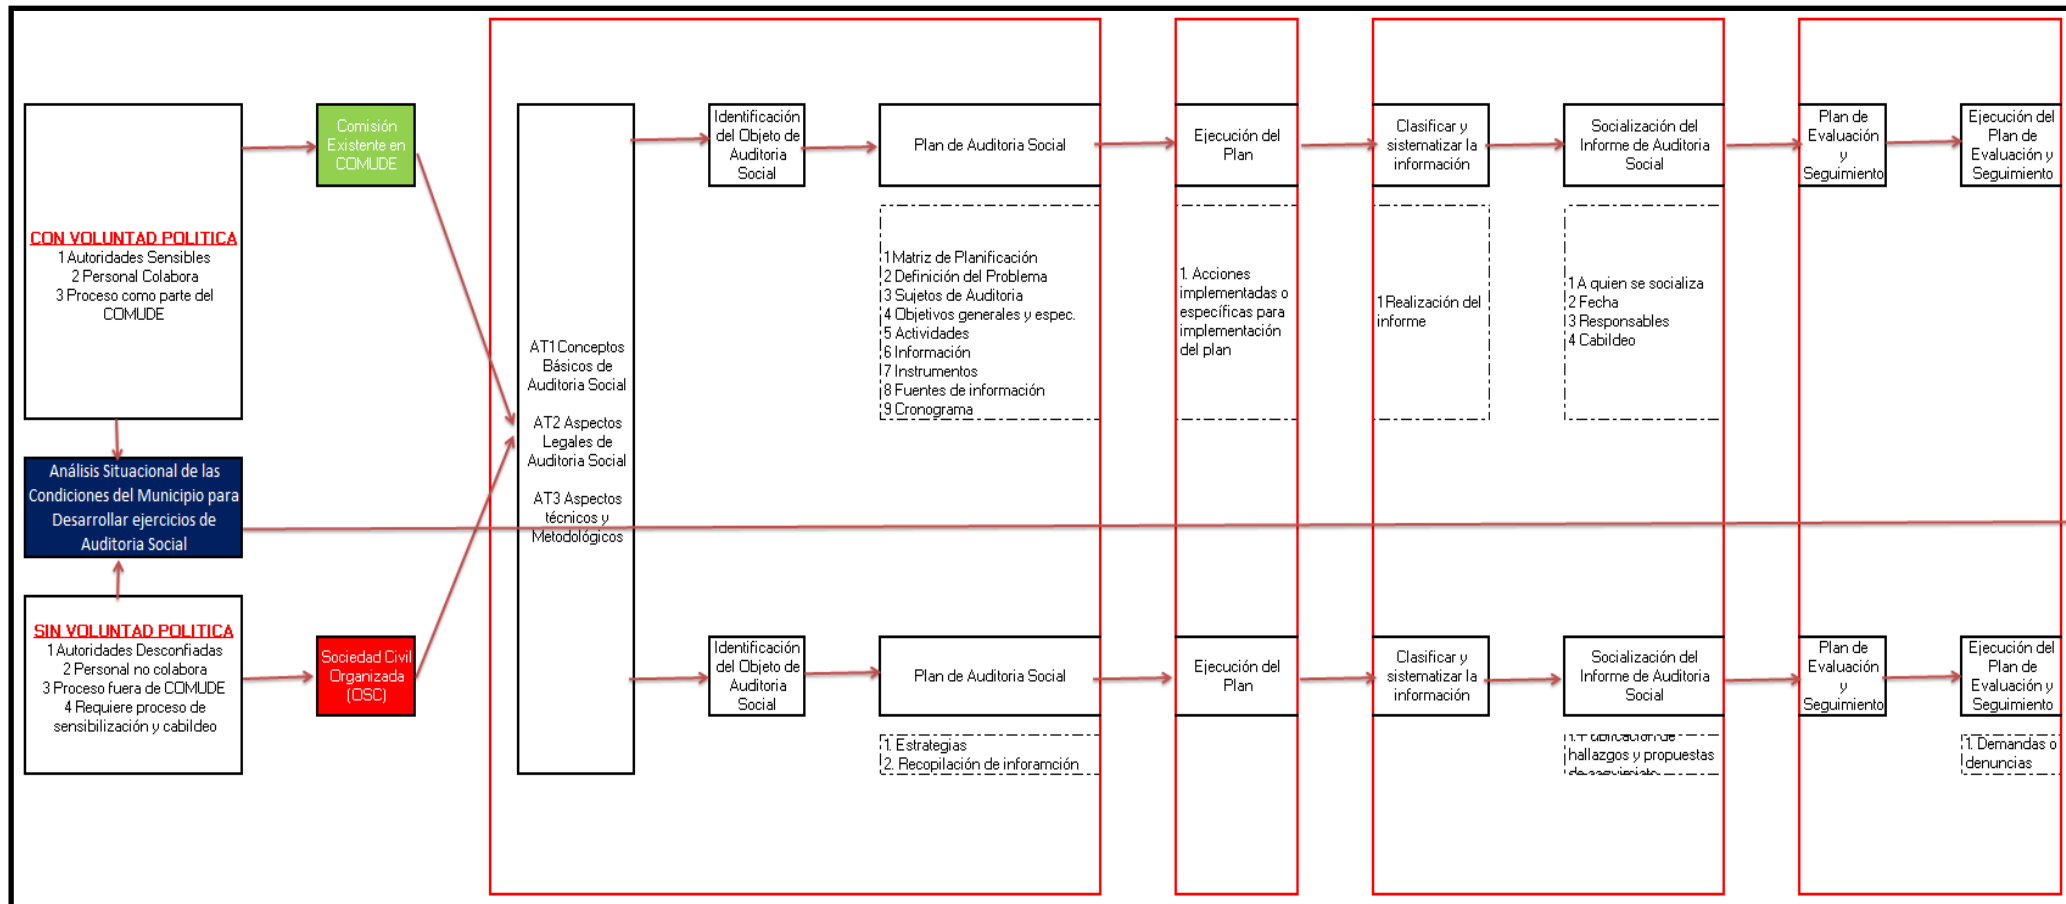 CON VOLUNTAD POLITICA
1 Autoridades Sensibles
2 Personal Colabora
3 Proceso como parte del
COMUDE
Comisión
Existente en
COMUDE
Análisis Situacional de las
Condiciones del Municipio para
Desarrollar ejercicios de
Auditoria Social
SIN VOLUNTAD POLITICA
1 Autoridades Desconfiadas
2 Personal no colabora
3 Proceso fuera de COMUDE
4 Requiere proceso de
sensibilización y cabildeo
Sociedad Civil
Organizada
(OSC)
AT1 Conceptos
Básicos de
Auditoria Social
AT2 Aspectos
Legales de
Auditoria Social
AT3 Aspectos
técnicos y
Metodológicos
Identificación
del Objeto de
Auditoria
Social
Plan de Auditoria Social
1 Matriz de Planificación
2 Definición del Problema
3 Sujetos de Auditoria
4 Objetivos generales y espec.
5 Actividades
6 Información
7 Instrumentos
8 Fuentes de información
9 Cronograma
Ejecución del
Plan
1. Acciones
implementadas o
específicas para
implementación
del plan
Clasificar y
sistematizar la
información
1 Realización del
informe
Socialización del
Informe de Auditoria
Social
1 A quien se socializa
2 Fecha
3 Responsables
4 Cabildeo
Plan de
Evaluación
y
Seguimiento
Ejecución del
Plan de
Evaluación y
Seguimiento
Identificación
del Objeto de
Auditoria
Social
Plan de Auditoria Social
1. Estrategias
2. Recopilación de inforamción
Ejecución del
Plan
Clasificar y
sistematizar la
información
Socialización del
Informe de Auditoria
Social
hallazgos y propuestas
Plan de
Evaluación
y
Seguimiento
Ejecución del
Plan de
Evaluación y
Seguimiento
1. Demandas o
denuncias